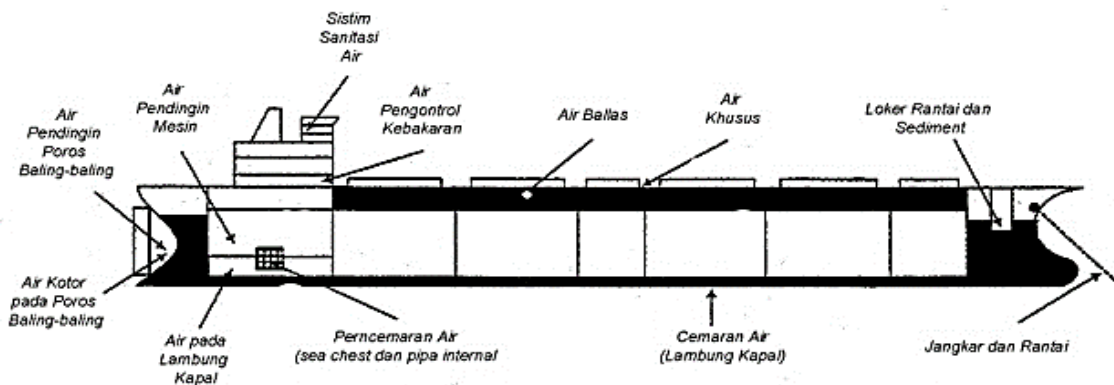 Sistim
Sanitasi
Air
Air
Pendingin
Poros
Baling-baling
Air
Pendingin
Mesin
Air
Pengontrol
Kebakaran
Air Ballas
Air
Khusus
Loker Rantai dan
Sediment
Air Kotor
pada Poros
Baling-baling
Air pada
Lambung
Kapal
Perncemaran Air
(sea chest dan pipa internal
Cemaran Air
(Lambung Kapal)
Jangkar dan Rantai